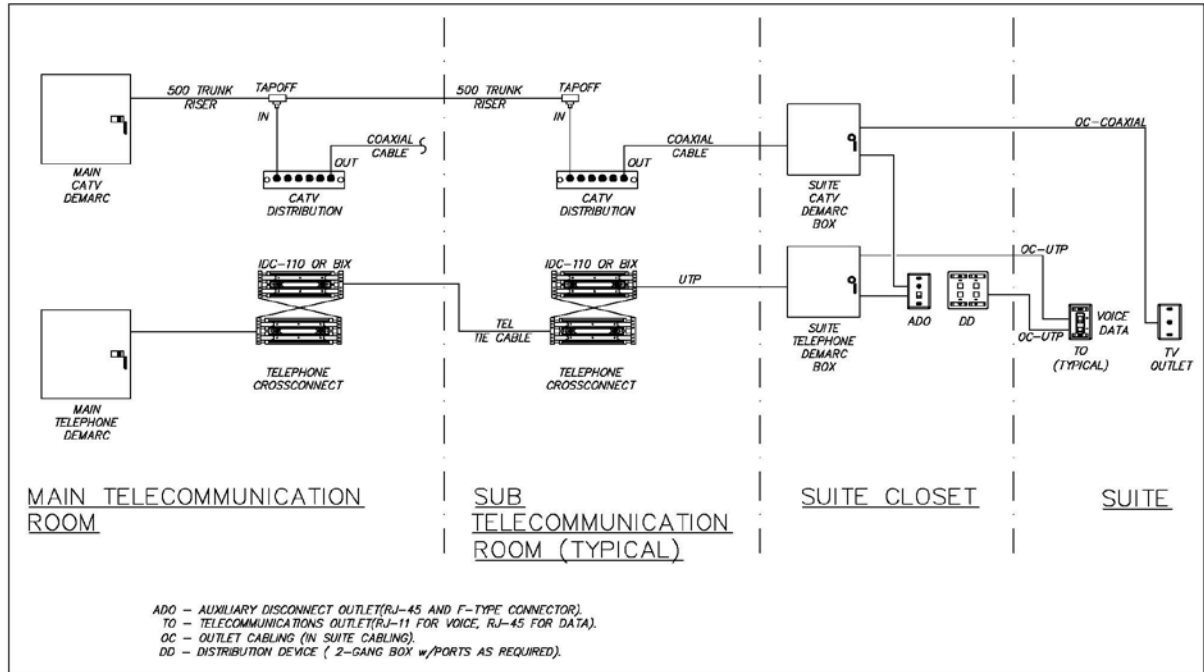 500 TRUNK
RISER
TAPOFF
IN
COAXIAL
CABLE
OUT
MAIN
CATV
DEMARC
CATV
DISTRIBUTION
IDC-110 OR BIX
TEL
TIE CABLE
MAIN
TELEPHONE
DEMARC
TELEPHONE
CROSSCONNECT
500 TRUNK
RISER
TAPOFF
IN
COAXIAL
CABLE
OUT
CATV
DISTRIBUTION
IDC-110 OR BIX
UTP
TELEPHONE
CROSSCONNECT
SUITE
CATV
DEMARC
BOX
SUITE
TELEPHONE
DEMARC
BOX
ADO
DD
OC-COAXIAL
OC-UTP
OC-UTP
VOICE
DATA
TO
(TYPICAL)
TV
OUTLET
MAIN TELECOMMUNICATION
ROOM
SUB
TELECOMMUNICATION
ROOM (TYPICAL)
SUITE CLOSET
SUITE
ADO - AUXILIARY DISCONNECT OUTLET(RJ-45 AND F-TYPE CONNECTOR).
TO - TELECOMMUNICATIONS OUTLET(RJ-11 FOR VOICE, RJ-45 FOR DATA).
OC - OUTLET CABLING (IN SUITE CABLING).
DD - DISTRIBUTION DEVICE ( 2-GANG BOX w/PORTS AS REQUIRED).